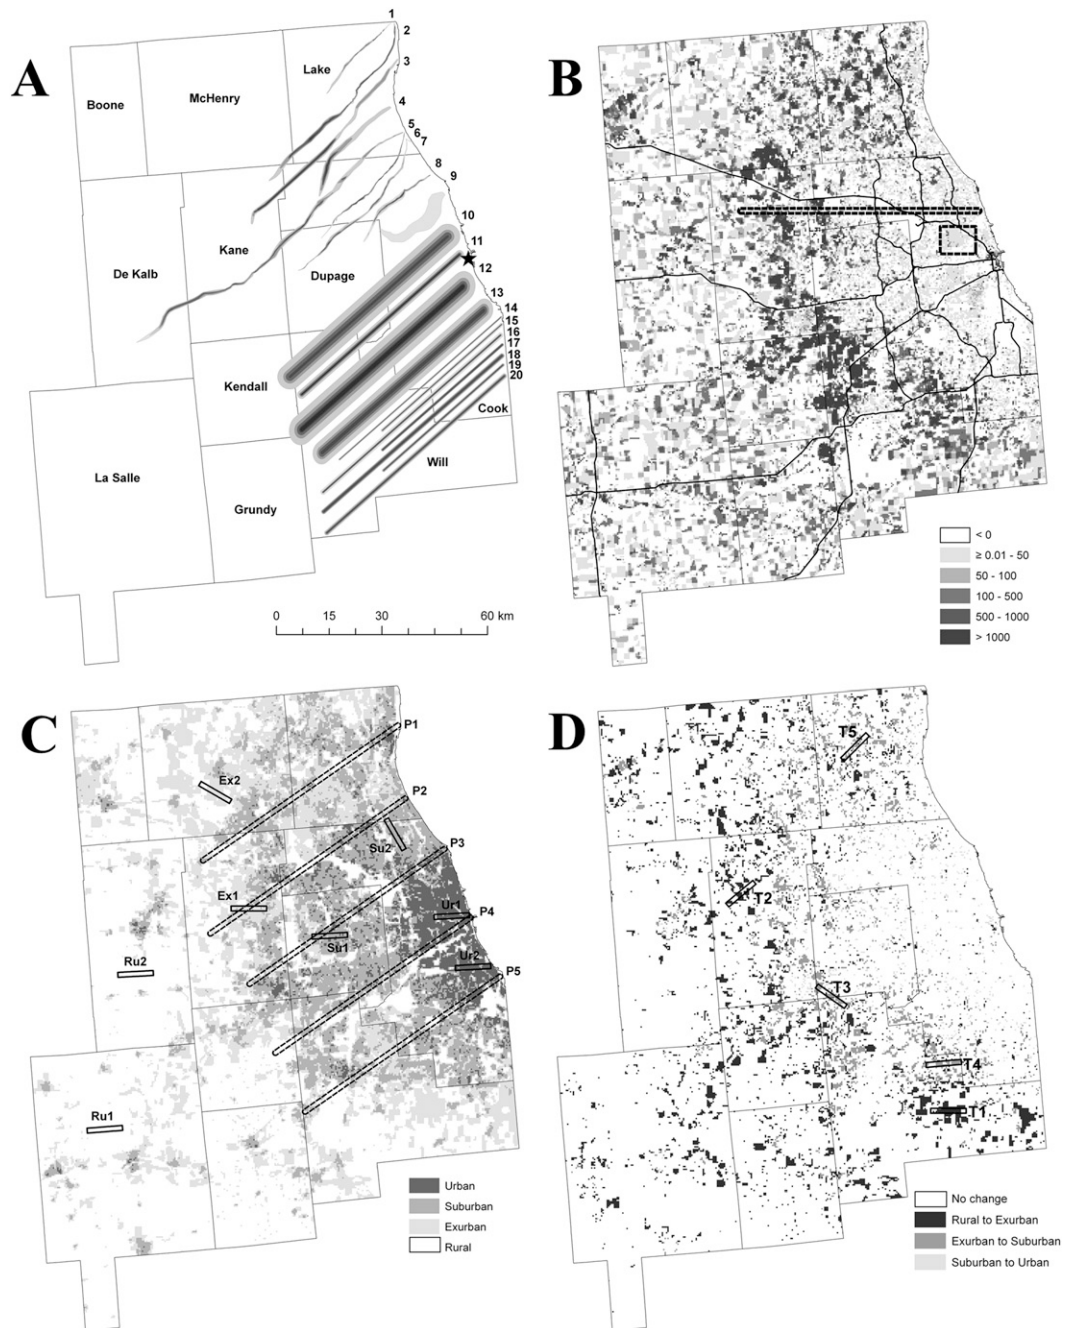 A
1
2
3
4
5
6
7
8
9
10
11
12
13
14
15
16
17
18
19
20
Lake
McHenry
Boone
Kane
De Kalb
Dupage
Kendall
Cook
La Salle
Will
Grundy
0 15 30 60 km
B
< 0
≥ 0.01 - 50
50 - 100
100 - 500
500 - 1000
> 1000
C
P1
Ex2
P2
Su2
P3
Ex1
Ur1
P4
Su1
Ru2
Ur2
P5
Ru1
Urban
Suburban
Exurban
Rural
D
T5
T2
T3
T4
T1
No change
Rural to Exurban
Exurban to Suburban
Suburban to Urban